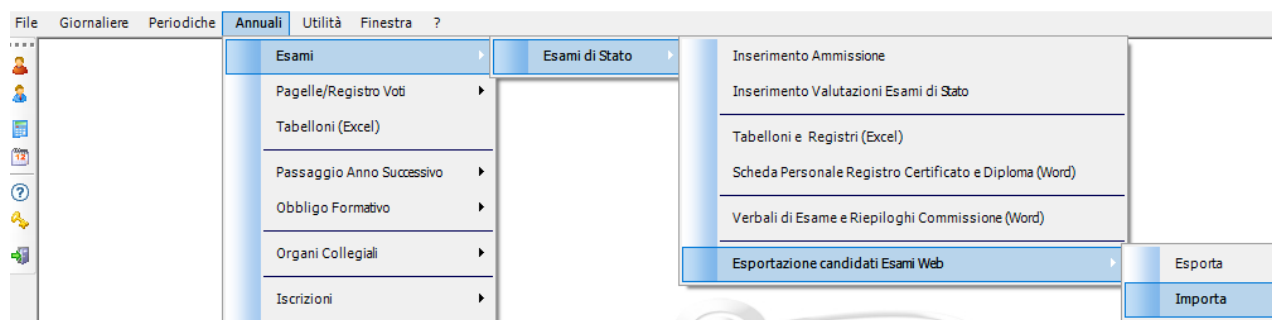 File Giornaliere Periodiche Annuali Utilità Finestra ?
Esami
Pagelle/Registro Voti
Tabelloni (Excel)
Passaggio Anno Successivo
Obbligo Formativo
Organi Collegiali
Iscrizioni
Esami di Stato
Inserimento Ammissione
Inserimento Valutazioni Esami di Stato
Tabelloni e Registri (Excel)
Scheda Personale Registro Certificato e Diploma (Word)
Verbali di Esame e Riepiloghi Commissione (Word)
Esportazione candidati Esami Web
Esporta
Importa
12
?